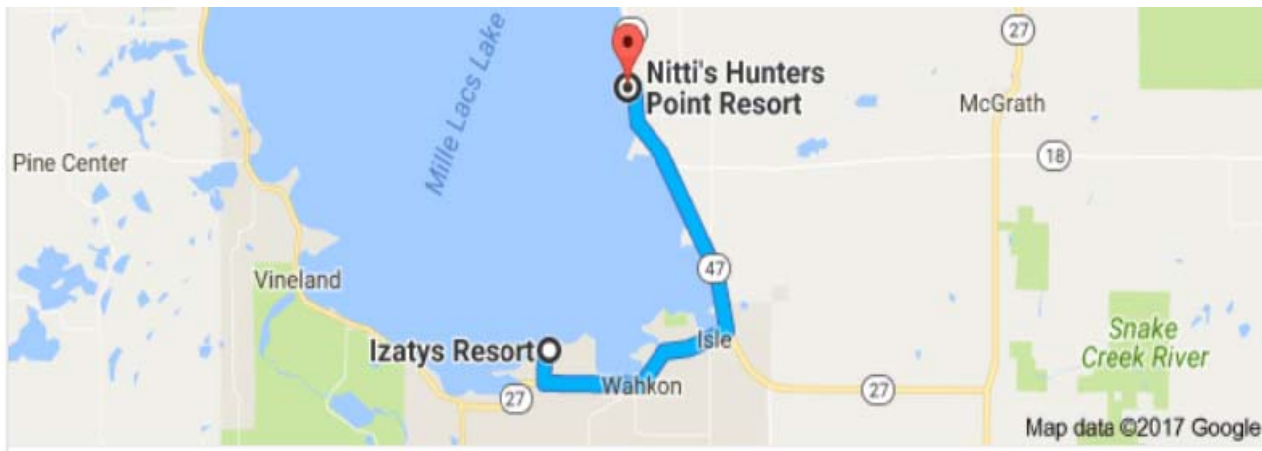 27
Nitti's Hunters
Point Resort
McGrath
Mille Lacs Lake
Pine Center
18
Vineland
47
Izatys Resort
Isle
Snake
Creek River
Wahkon
27
27
Map data ©2017 Google